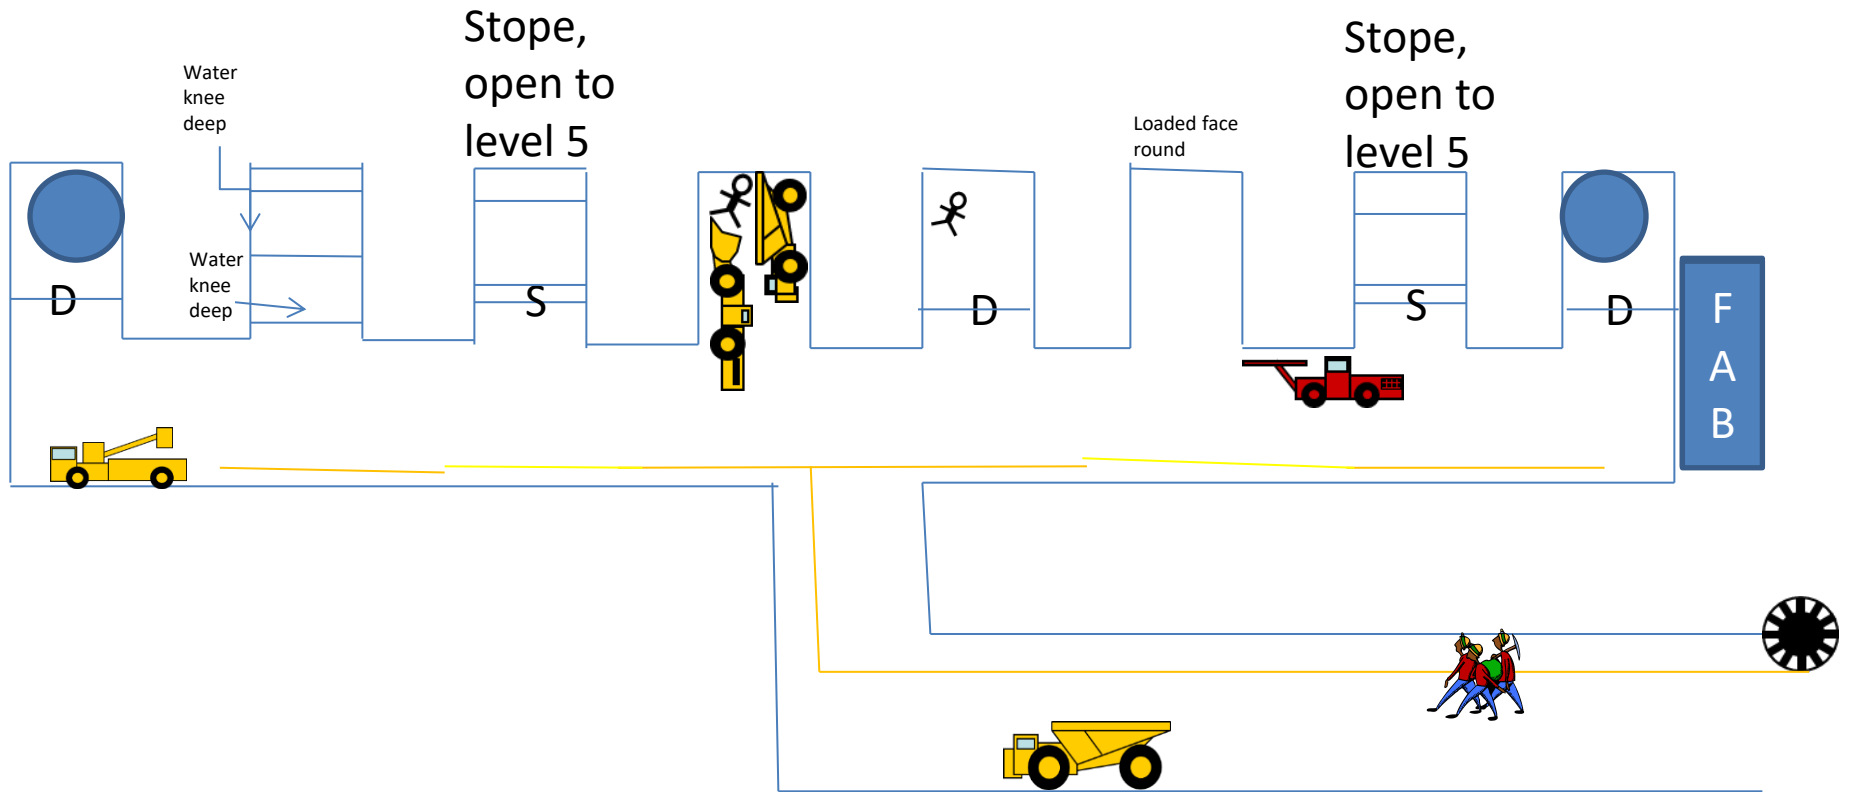 Stope,
open to
level 5
Stope,
open to
level 5
Water
knee
deep
Loaded face
round
Water
knee
deep
D
S
D
S
D
F
A
B